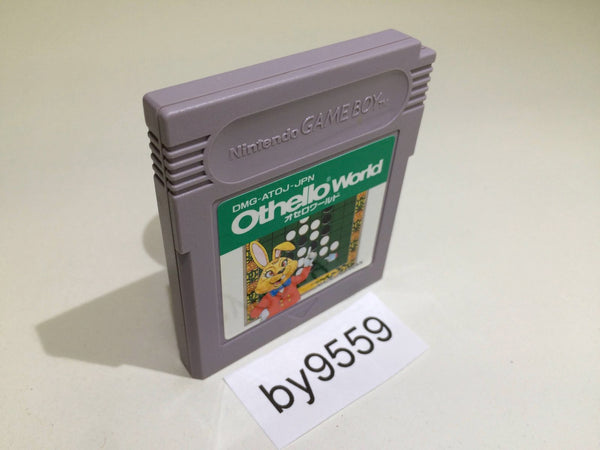 Nintendo GAME BOY
DMG-ATOJ-JPN
Othello World
オセロワールド
by9559